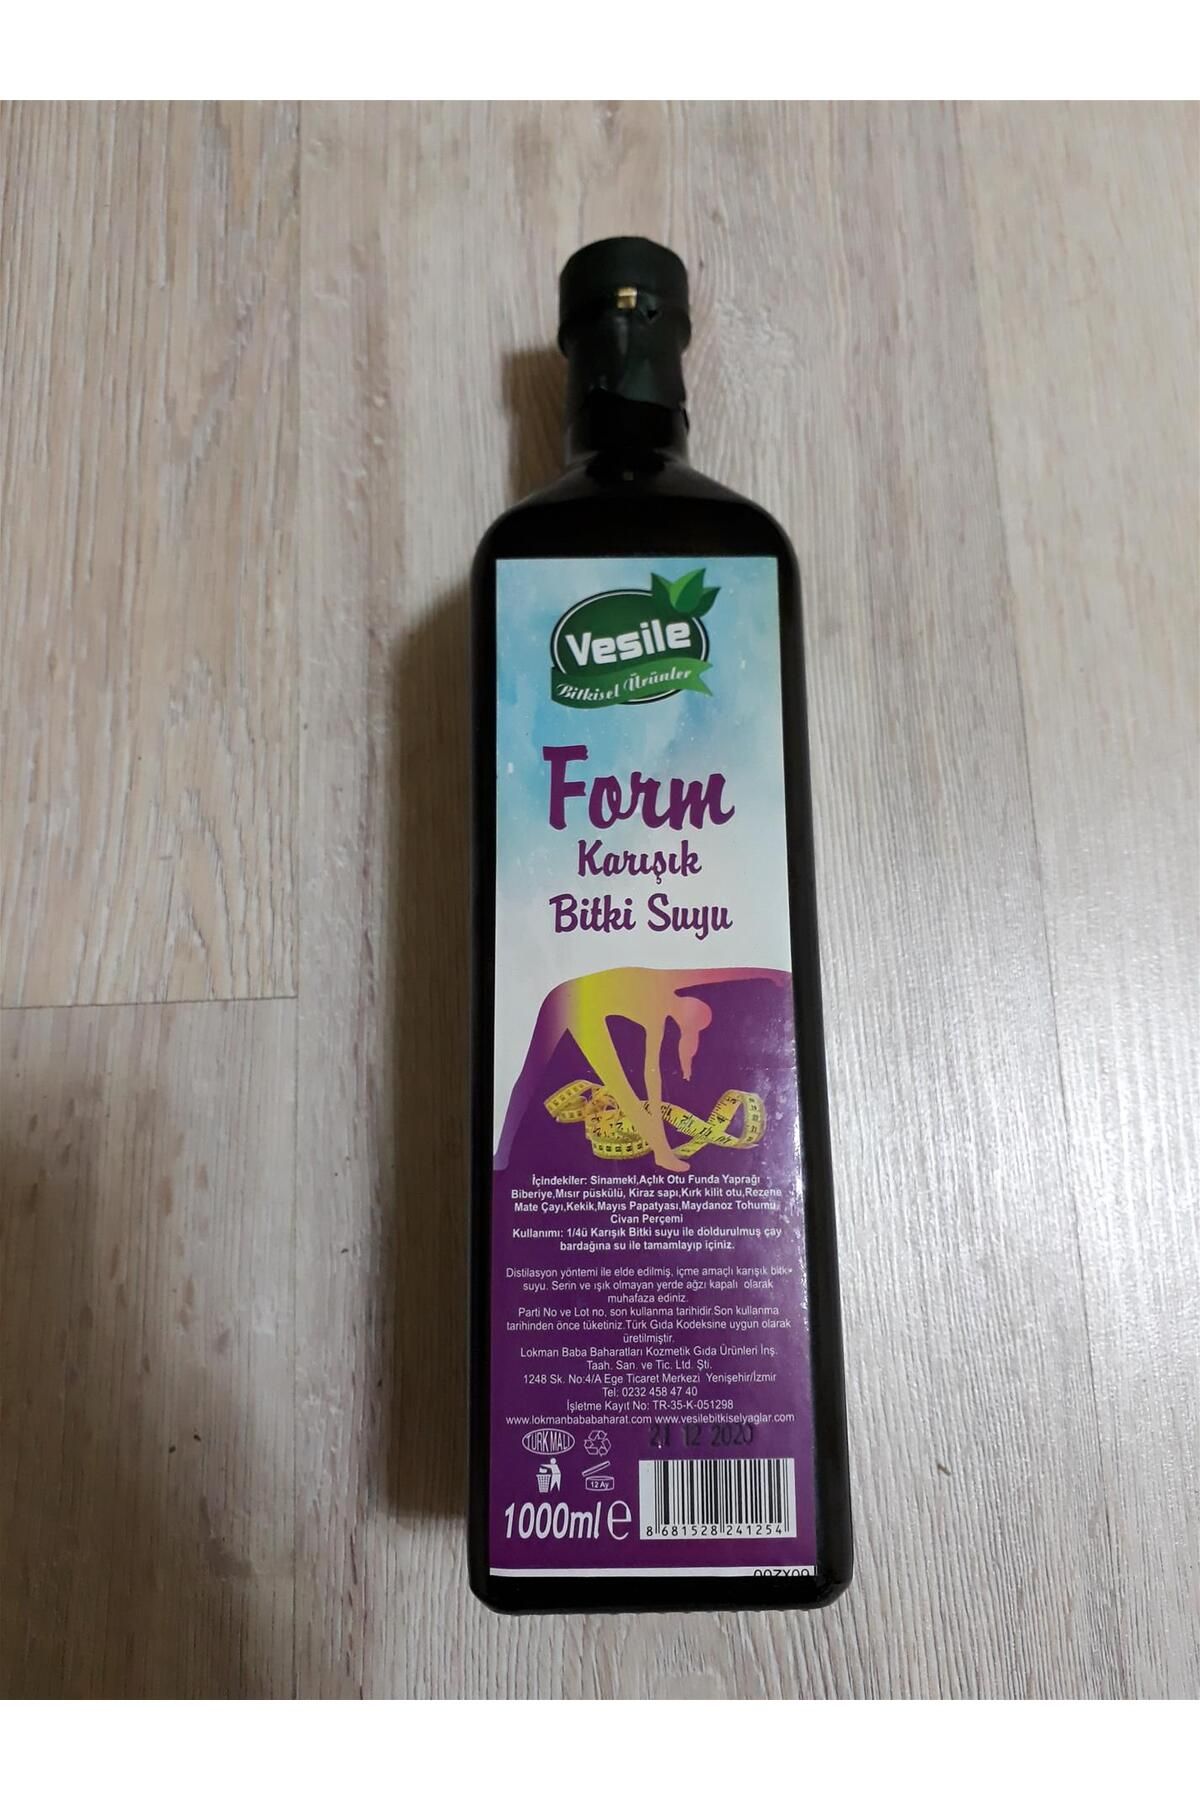 Vesile
Bitkisel Ürünler
Form
Karışık
Bitki Suyu
İçindekiler: Sinameki,Açlık Otu Funda Yaprağı
Biberiye,Mısır püskülü, Kiraz sapı,Kırk kilit otu,Rezene
Mate Çayı,Kekik,Mayıs Papatyası,Maydanoz Tohumu,
Civan Perçemi
Kullanımı: 1/4ü Karışık Bitki suyu ile doldurulmuş çay
bardağına su ile tamamlayıp içiniz.
Distilasyon yöntemi ile elde edilmiş, içme amaçlı karışık bitki
suyu. Serin ve ışık olmayan yerde ağzı kapalı olarak
muhafaza ediniz.
Parti No ve Lot no, son kullanma tarihidir.Son kullanma
tarihinden önce tüketiniz.Türk Gıda Kodeksine uygun olarak
üretilmiştir.
Lokman Baba Baharatları Kozmetik Gıda Ürünleri İnş.
Taah. San. ve Tic. Ltd. Şti.
1248 Sk. No:4/A Ege Ticaret Merkezi Yenişehir/İzmir
Tel: 0232 458 47 40
İşletme Kayıt No: TR-35-K-051298
www.lokmanbababaharat.com www.vesilebitkiselyaglar.com
21 12 2020
TÜRK MALI
12 Ay
1000ml e
8 681528 241254